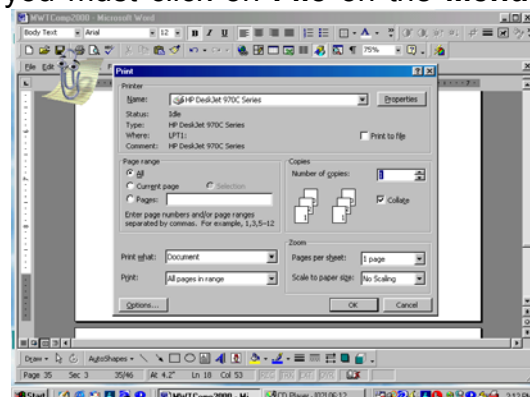 you must click on File on the menu
MWTComp2000 - Microsoft Word
Body Text Arial 12 B I U
75%
File Edit
Print
Printer
Name: HP DeskJet 970C Series Properties
Status: Idle
Type: HP DeskJet 970C Series
Where: LPT1:
Comment: HP DeskJet 970C Series
Print to file
Page range
All
Current page Selection
Pages:
Enter page numbers and/or page ranges
separated by commas. For example, 1,3,5-12
Copies
Number of copies: 1
Collate
Print what: Document
Print: All pages in range
Zoom
Pages per sheet: 1 page
Scale to paper size: No Scaling
Options... OK Cancel
Draw AutoShapes
Page 35 Sec 3 35/46 At 4.2" Ln 18 Col 53 REC TRK EXT OVR
Start MWTComp2000 - Mi... CD Player - [02] 06:12